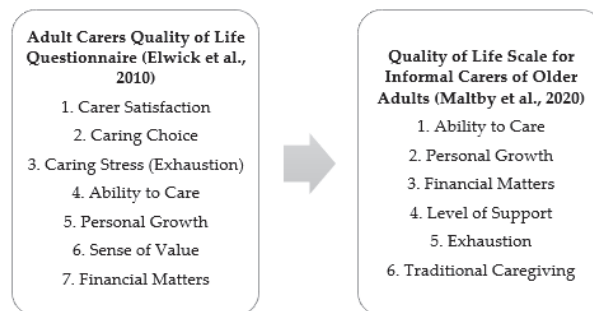 Adult Carers Quality of Life
Questionnaire (Elwick et al.,
2010)
1. Carer Satisfaction
2. Caring Choice
3. Caring Stress (Exhaustion)
4. Ability to Care
5. Personal Growth
6. Sense of Value
7. Financial Matters
Quality of Life Scale for
Informal Carers of Older
Adults (Maltby et al., 2020)
1. Ability to Care
2. Personal Growth
3. Financial Matters
4. Level of Support
5. Exhaustion
6. Traditional Caregiving